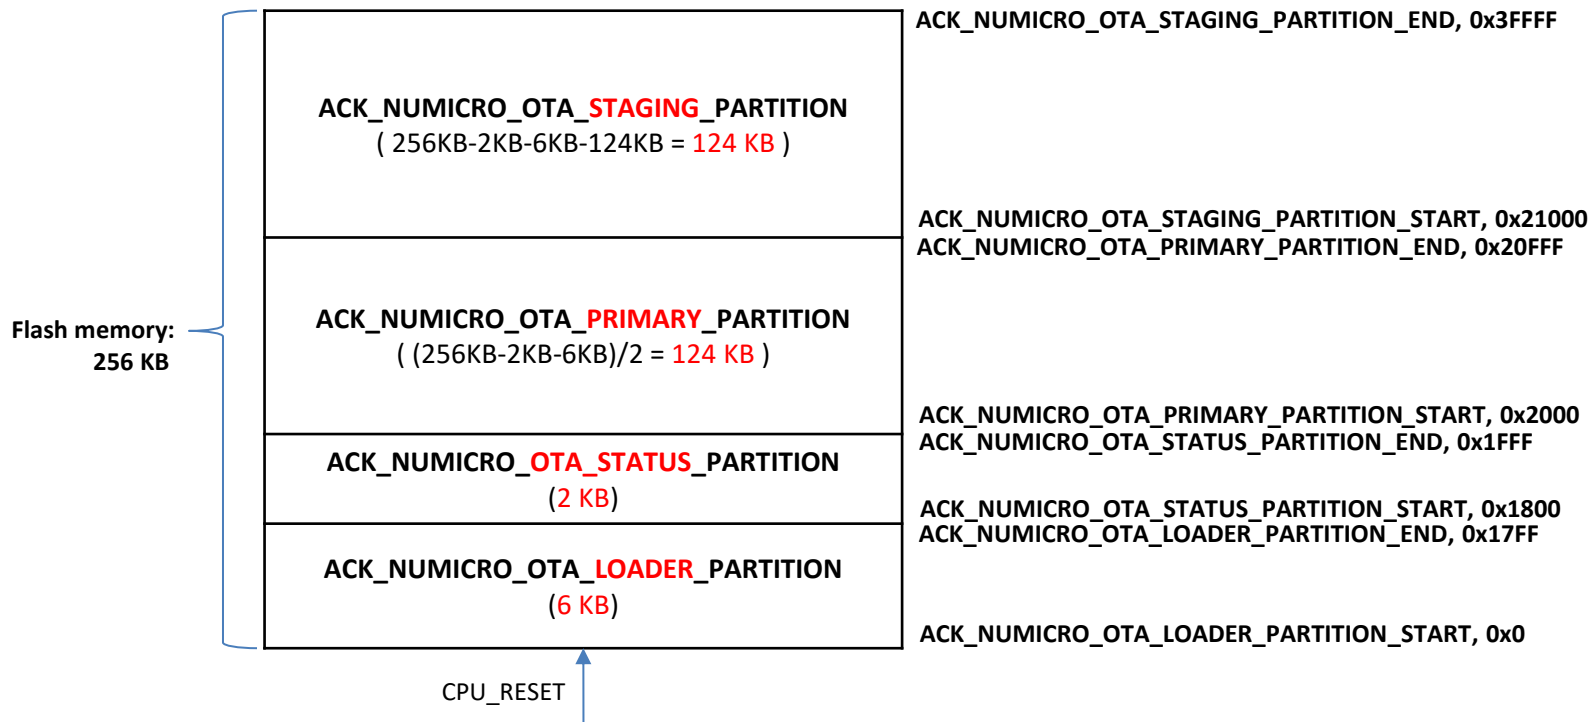 ACK_NUMICRO_OTA_STAGING_PARTITION_END, 0x3FFFF
ACK_NUMICRO_OTA_STAGING_PARTITION
( 256KB-2KB-6KB-124KB = 124 KB )
ACK_NUMICRO_OTA_STAGING_PARTITION_START, 0x21000
ACK_NUMICRO_OTA_PRIMARY_PARTITION_END, 0x20FFF
Flash memory:
256 KB
ACK_NUMICRO_OTA_PRIMARY_PARTITION
( (256KB-2KB-6KB)/2 = 124 KB )
ACK_NUMICRO_OTA_PRIMARY_PARTITION_START, 0x2000
ACK_NUMICRO_OTA_STATUS_PARTITION_END, 0x1FFF
ACK_NUMICRO_OTA_STATUS_PARTITION
(2 KB)
ACK_NUMICRO_OTA_STATUS_PARTITION_START, 0x1800
ACK_NUMICRO_OTA_LOADER_PARTITION_END, 0x17FF
ACK_NUMICRO_OTA_LOADER_PARTITION
(6 KB)
ACK_NUMICRO_OTA_LOADER_PARTITION_START, 0x0
CPU_RESET